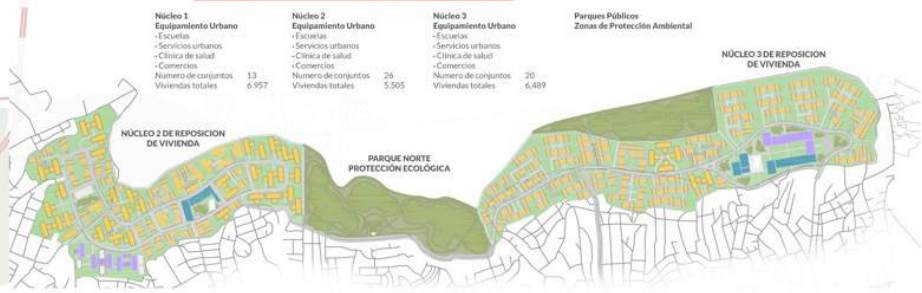 Núcleo 1
Equipamiento Urbano
- Escuelas
- Servicios urbanos
- Clínica de salud
- Comercios
Numero de conjuntos 13
Viviendas totales 6.957
Núcleo 2
Equipamiento Urbano
- Escuelas
- Servicios urbanos
- Clínica de salud
- Comercios
Numero de conjuntos 26
Viviendas totales 5.505
Núcleo 3
Equipamiento Urbano
- Escuelas
- Servicios urbanos
- Clínica de salud
- Comercios
Numero de conjuntos 20
Viviendas totales 6,489
Parques Públicos
Zonas de Protección Ambiental
NÚCLEO 3 DE REPOSICION
DE VIVIENDA
NÚCLEO 2 DE REPOSICION
DE VIVIENDA
PARQUE NORTE
PROTECCIÓN ECOLÓGICA